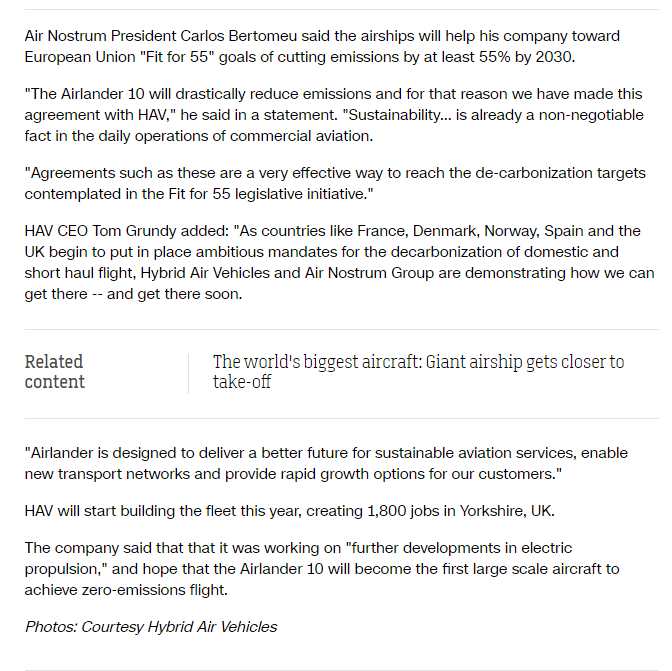 Air Nostrum President Carlos Bertomeu said the airships will help his company toward
European Union "Fit for 55" goals of cutting emissions by at least 55% by 2030.
"The Airlander 10 will drastically reduce emissions and for that reason we have made this
agreement with HAV," he said in a statement. "Sustainability... is already a non-negotiable
fact in the daily operations of commercial aviation.
"Agreements such as these are a very effective way to reach the de-carbonization targets
contemplated in the Fit for 55 legislative initiative."
HAV CEO Tom Grundy added: "As countries like France, Denmark, Norway, Spain and the
UK begin to put in place ambitious mandates for the decarbonization of domestic and
short haul flight, Hybrid Air Vehicles and Air Nostrum Group are demonstrating how we can
get there -- and get there soon.
Related
content
The world's biggest aircraft: Giant airship gets closer to
take-off
"Airlander is designed to deliver a better future for sustainable aviation services, enable
new transport networks and provide rapid growth options for our customers."
HAV will start building the fleet this year, creating 1,800 jobs in Yorkshire, UK.
The company said that that it was working on "further developments in electric
propulsion," and hope that the Airlander 10 will become the first large scale aircraft to
achieve zero-emissions flight.
Photos: Courtesy Hybrid Air Vehicles